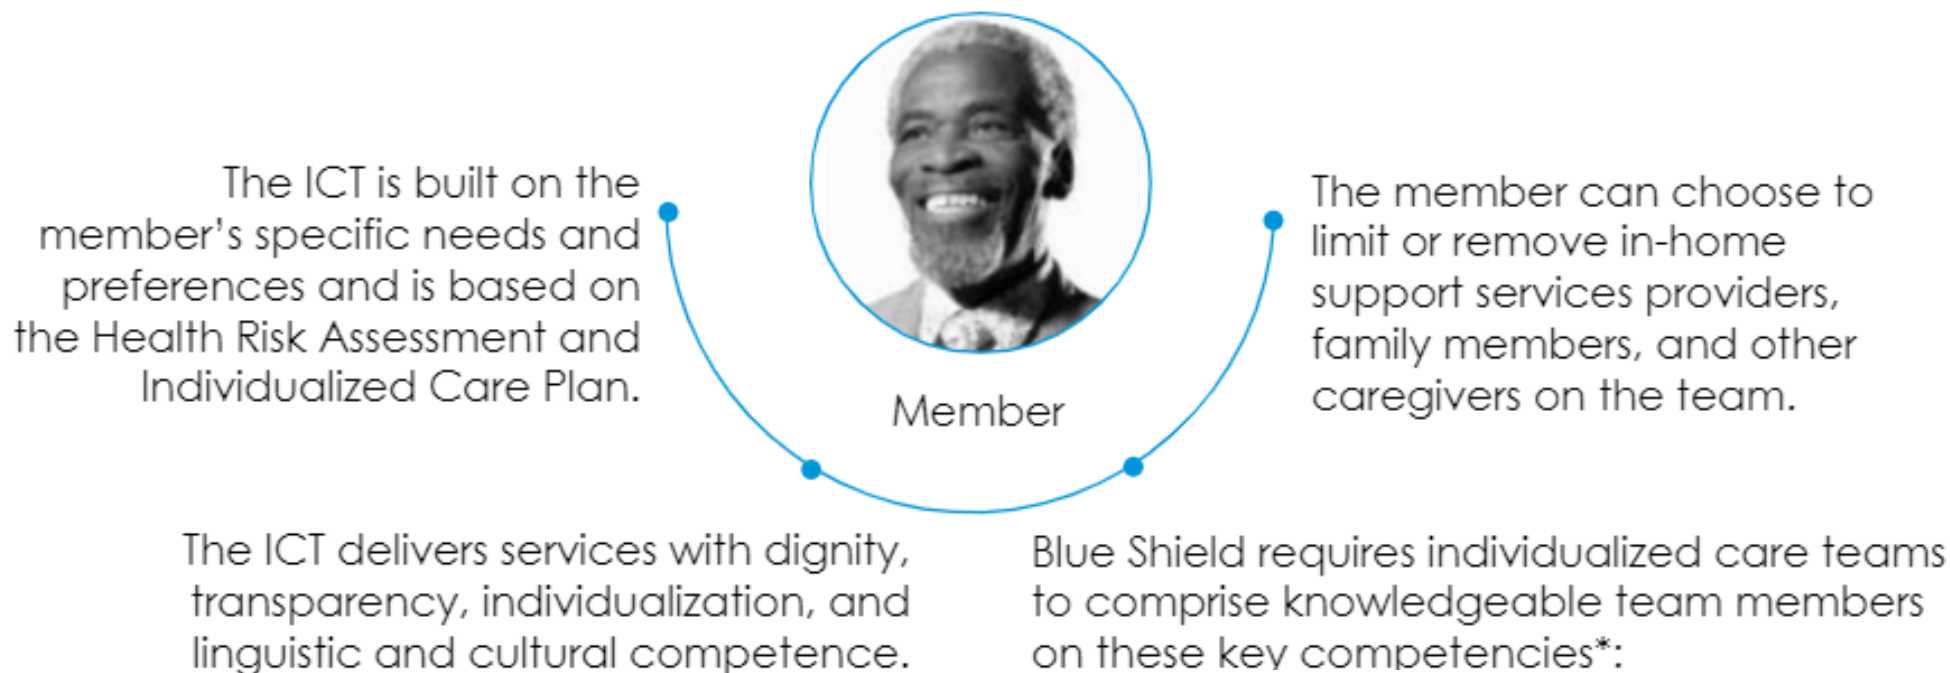 The ICT is built on the
member's specific needs and
preferences and is based on
the Health Risk Assessment and
Individualized Care Plan.
Member
The member can choose to
limit or remove in-home
support services providers,
family members, and other
caregivers on the team.
The ICT delivers services with dignity,
transparency, individualization, and
linguistic and cultural competence.
Blue Shield requires individualized care teams
to comprise knowledgeable team members
on these key competencies*: